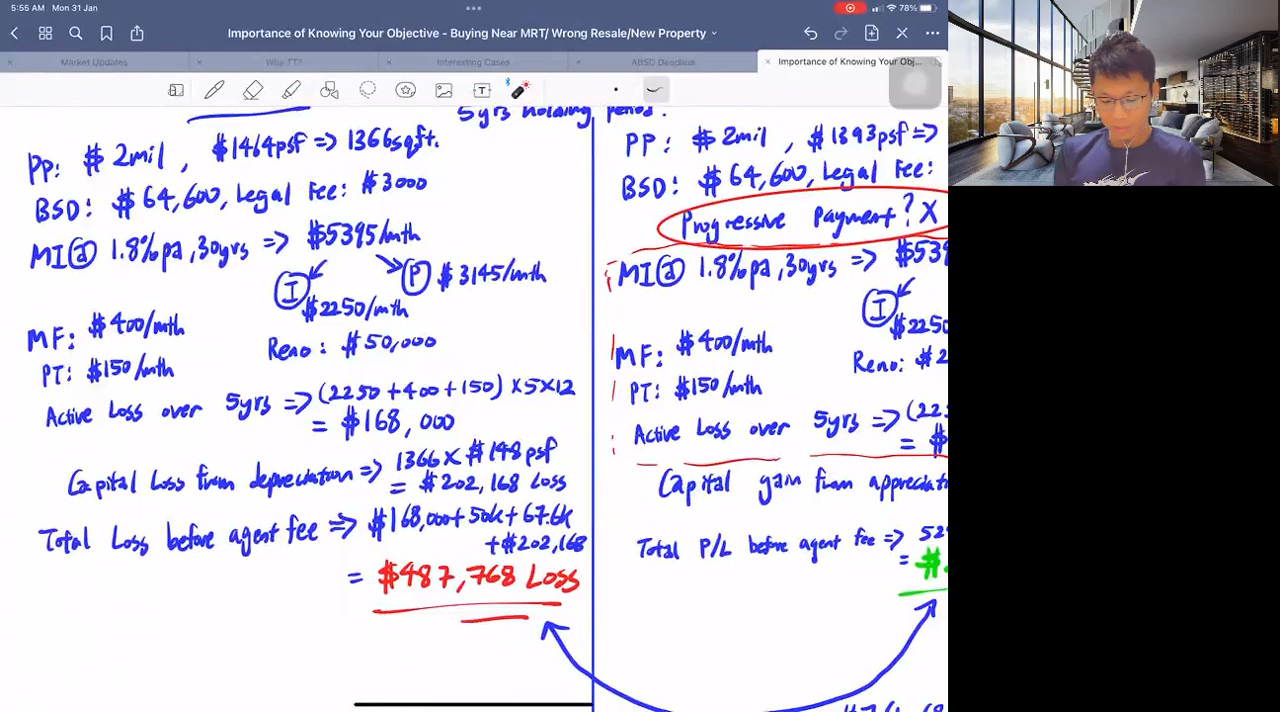 5:55 AM Mon 31 Jan
78%
Importance of Knowing Your Objective - Buying Near MRT/ Wrong Resale/New Property
Market Updates
Why TT?
Interesting Cases
ABSD Deadline
Importance of Knowing Your Obj...
5yrs holding period.
PP: $2mil, $1464psf => 1366sqft.
BSD: $64,600, Legal Fee: $3000
MI@ 1.8%pa, 30yrs => $5395/mth
I
$2250/mth
P $3145/mth
MF: $400/mth
PT: $150/mth
Reno: $50,000
Active Loss over 5yrs => (2250 + 400 + 150) x 5 x 12
= $168,000
Capital Loss from depreciation => 1366 x $148psf
= $202,168 Loss
Total Loss before agent fee => $168,000 + 50k + 67.6k
+ $202,168
= $487,768 Loss
PP: $2mil, $1393psf =>
BSD: $64,600, Legal Fee:
Progressive Payment? X
MI@ 1.8%pa, 30yrs => $539
I
$2250
MF: $400/mth
PT: $150/mth
Reno: $2
Active Loss over 5yrs => (22
= $
Capital gain from appreciat
Total P/L before agent fee => 52
= $